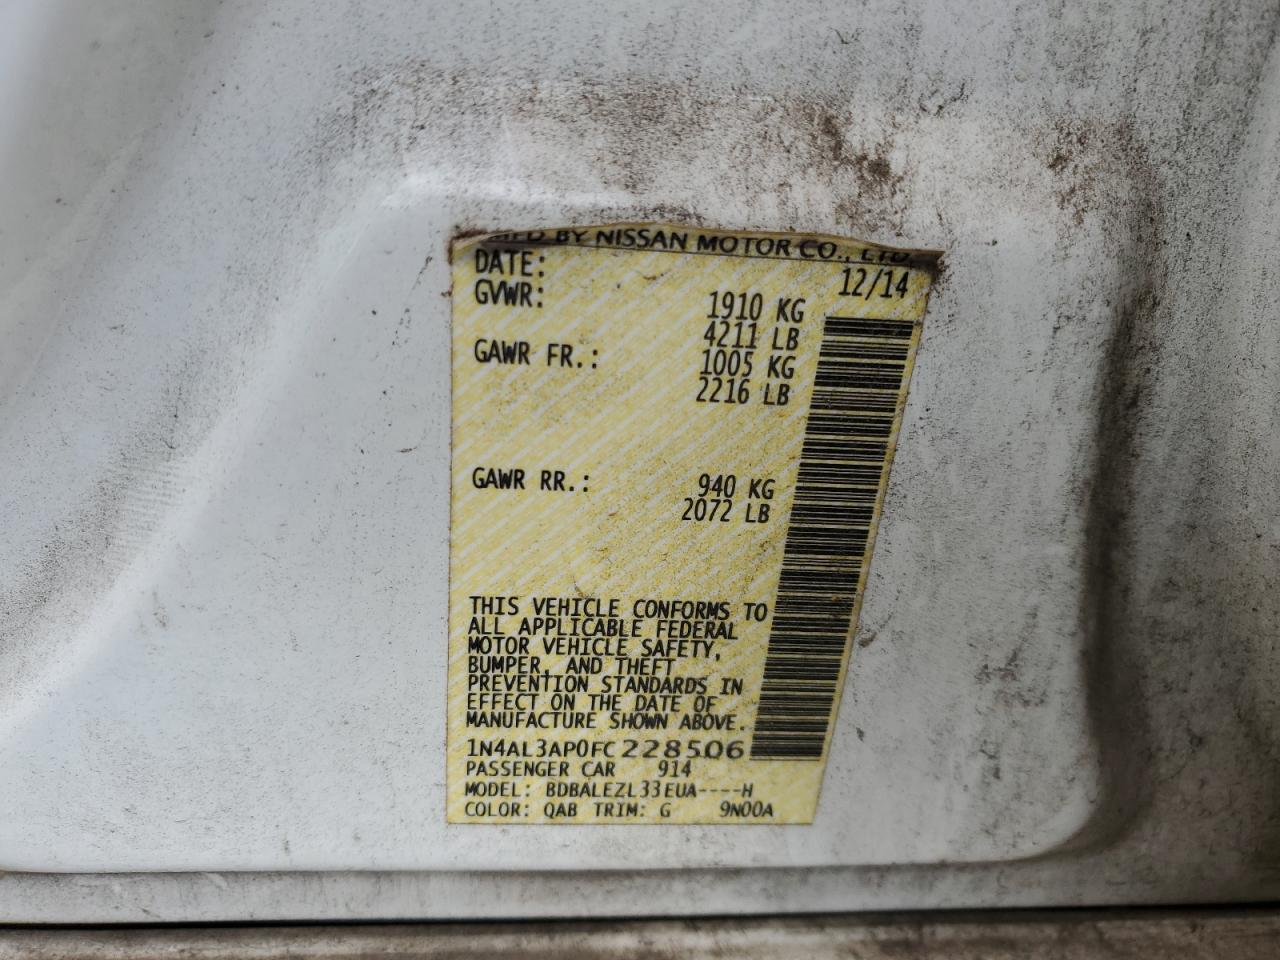 MFD BY NISSAN MOTOR CO., LTD.
DATE: 12/14
GVWR: 1910 KG
4211 LB
GAWR FR.: 1005 KG
2216 LB
GAWR RR.: 940 KG
2072 LB
THIS VEHICLE CONFORMS TO
ALL APPLICABLE FEDERAL
MOTOR VEHICLE SAFETY,
BUMPER, AND THEFT
PREVENTION STANDARDS IN
EFFECT ON THE DATE OF
MANUFACTURE SHOWN ABOVE.
1N4AL3AP0FC228506
PASSENGER CAR 914
MODEL: BDBALEZL33EUA----H
COLOR: QAB TRIM: G 9N00A